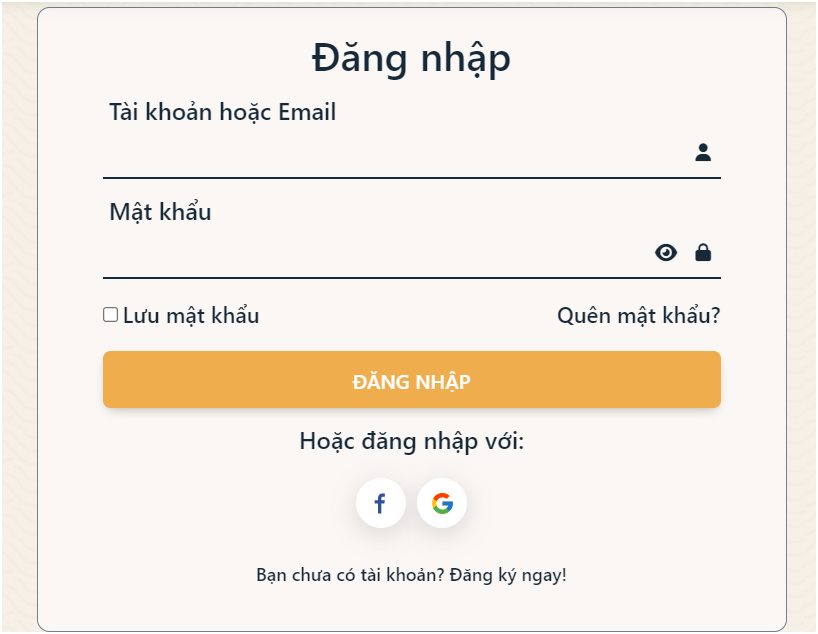 Đăng nhập
Tài khoản hoặc Email
Mật khẩu
Lưu mật khẩu Quên mật khẩu?
ĐĂNG NHẬP
Hoặc đăng nhập với:
Bạn chưa có tài khoản? Đăng ký ngay!